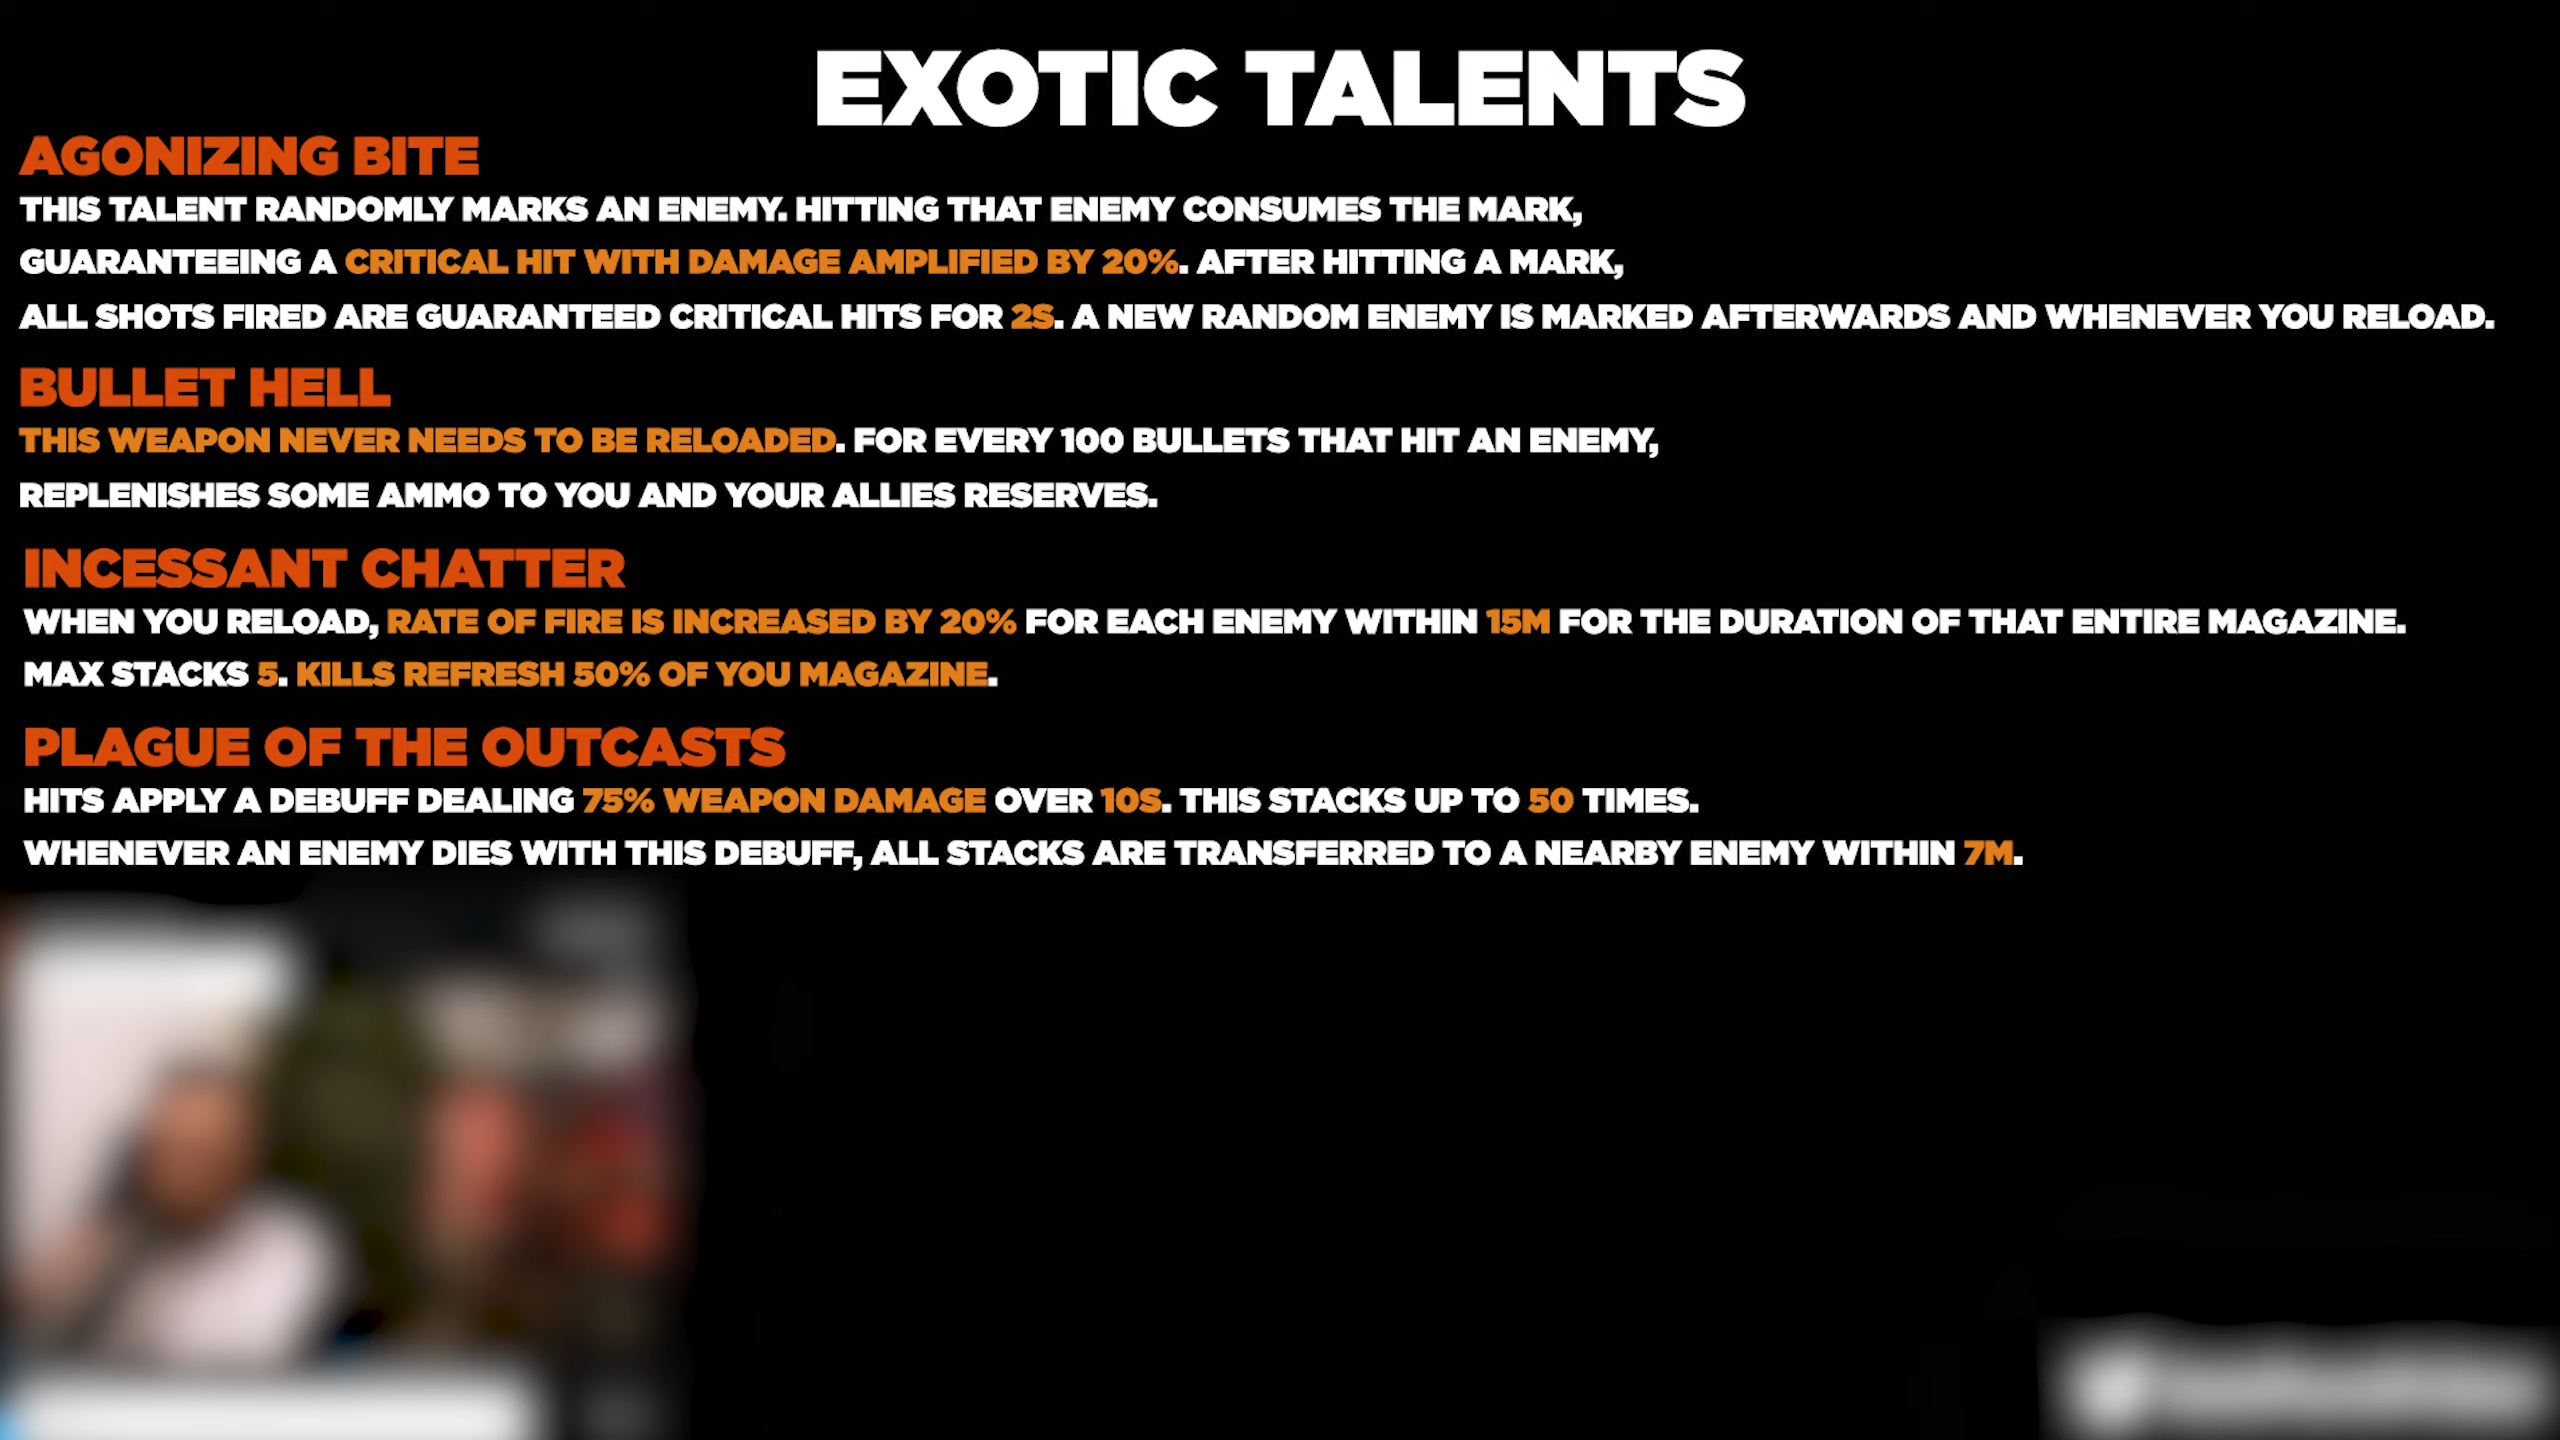 EXOTIC TALENTS
AGONIZING BITE
THIS TALENT RANDOMLY MARKS AN ENEMY. HITTING THAT ENEMY CONSUMES THE MARK,
GUARANTEEING A CRITICAL HIT WITH DAMAGE AMPLIFIED BY 20%. AFTER HITTING A MARK,
ALL SHOTS FIRED ARE GUARANTEED CRITICAL HITS FOR 2S. A NEW RANDOM ENEMY IS MARKED AFTERWARDS AND WHENEVER YOU RELOAD.
BULLET HELL
THIS WEAPON NEVER NEEDS TO BE RELOADED. FOR EVERY 100 BULLETS THAT HIT AN ENEMY,
REPLENISHES SOME AMMO TO YOU AND YOUR ALLIES RESERVES.
INCESSANT CHATTER
WHEN YOU RELOAD, RATE OF FIRE IS INCREASED BY 20% FOR EACH ENEMY WITHIN 15M FOR THE DURATION OF THAT ENTIRE MAGAZINE.
MAX STACKS 5. KILLS REFRESH 50% OF YOU MAGAZINE.
PLAGUE OF THE OUTCASTS
HITS APPLY A DEBUFF DEALING 75% WEAPON DAMAGE OVER 10S. THIS STACKS UP TO 50 TIMES.
WHENEVER AN ENEMY DIES WITH THIS DEBUFF, ALL STACKS ARE TRANSFERRED TO A NEARBY ENEMY WITHIN 7M.